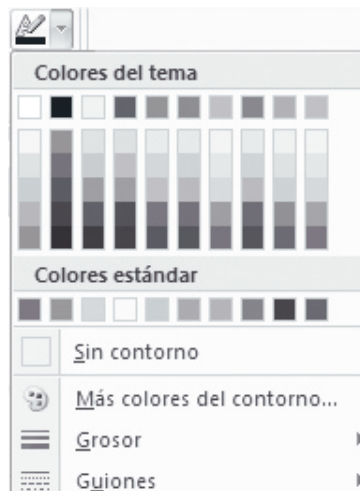 Colores del tema
Colores estándar
Sin contorno
Más colores del contorno...
Grosor
Guiones